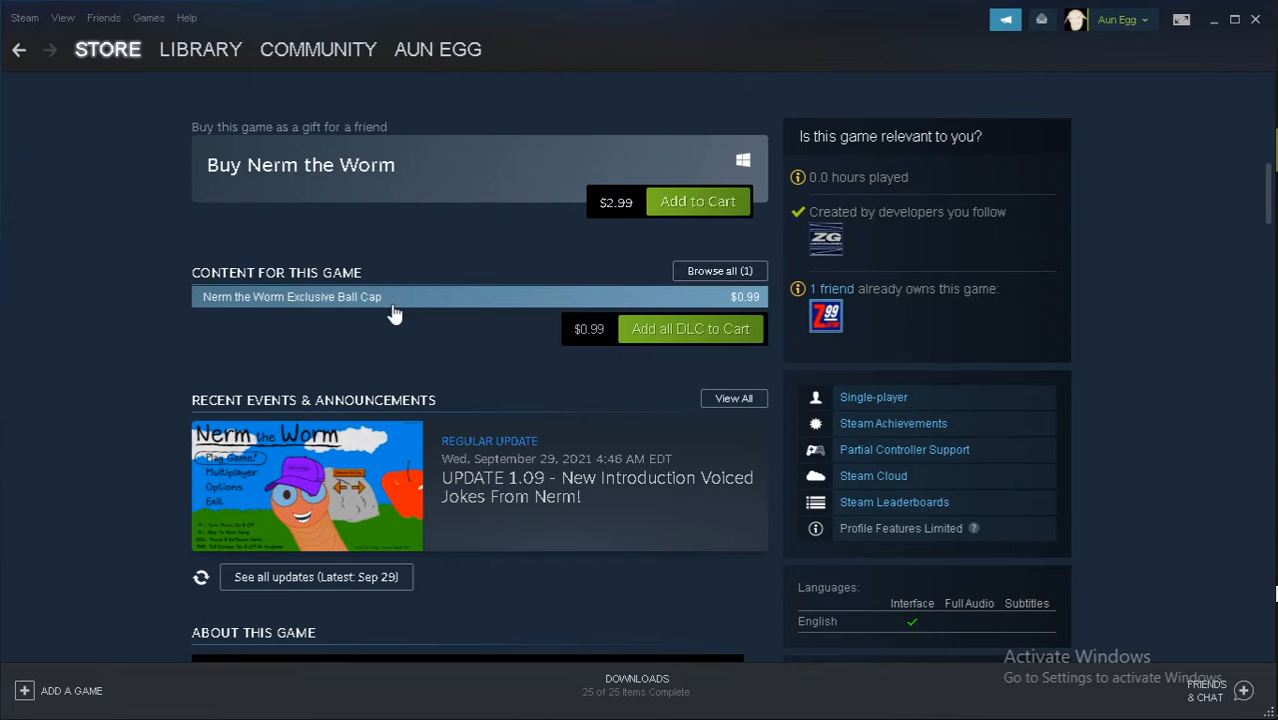 Steam View Friends Games Help
Aun Egg
STORE LIBRARY COMMUNITY AUN EGG
Buy this game as a gift for a friend
Buy Nerm the Worm
$2.99 Add to Cart
CONTENT FOR THIS GAME
Browse all (1)
Nerm the Worm Exclusive Ball Cap $0.99
$0.99 Add all DLC to Cart
RECENT EVENTS & ANNOUNCEMENTS
View All
Nerm the Worm
Play Game!
Multiplayer
Options
Exit
REGULAR UPDATE
Wed, September 29, 2021 4:46 AM EDT
UPDATE 1.09 - New Introduction Voiced
Jokes From Nerm!
See all updates (Latest: Sep 29)
ABOUT THIS GAME
Is this game relevant to you?
0.0 hours played
Created by developers you follow
ZG
1 friend already owns this game:
Z99
Single-player
Steam Achievements
Partial Controller Support
Steam Cloud
Steam Leaderboards
Profile Features Limited ?
Languages:
Interface Full Audio Subtitles
English
Activate Windows
Go to Settings to activate Windows.
ADD A GAME
DOWNLOADS
25 of 25 Items Complete
FRIENDS
& CHAT